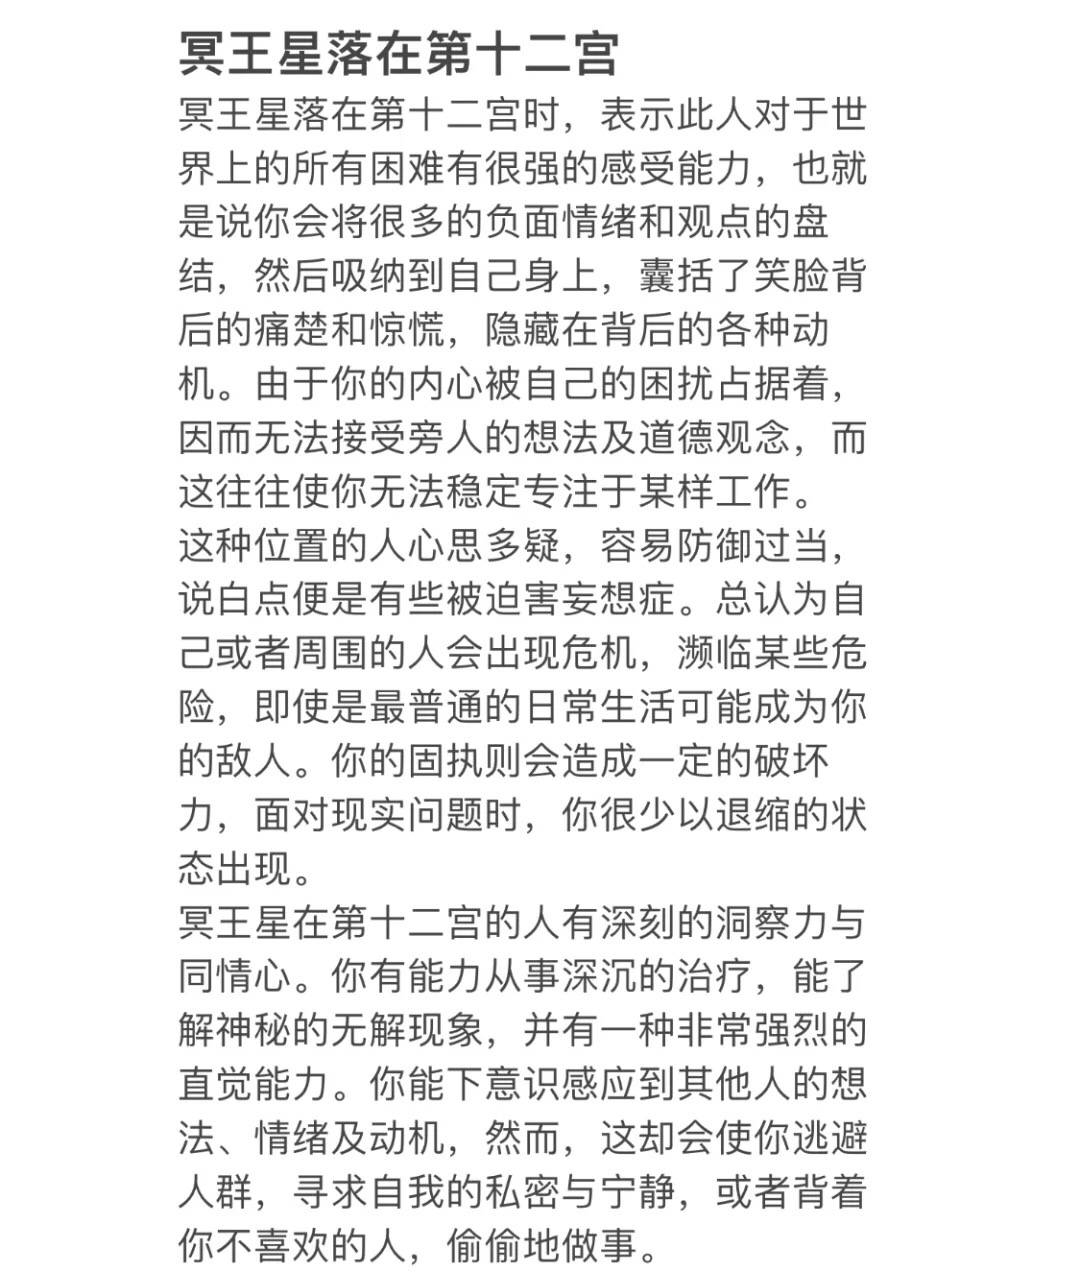 冥王星落在第十二宫
冥王星落在第十二宫时，表示此人对于世
界上的所有困难有很强的感受能力，也就
是说你会将很多的负面情绪和观点的盘
结，然后吸纳到自己身上，囊括了笑脸背
后的痛楚和惊慌，隐藏在背后的各种动
机。由于你的内心被自己的困扰占据着，
因而无法接受旁人的想法及道德观念，而
这往往使你无法稳定专注于某样工作。
这种位置的人心思多疑，容易防御过当，
说白点便是有些被迫害妄想症。总认为自
己或者周围的人会出现危机，濒临某些危
险，即使是最普通的日常生活可能成为你
的敌人。你的固执则会造成一定的破坏
力，面对现实问题时，你很少以退缩的状
态出现。
冥王星在第十二宫的人有深刻的洞察力与
同情心。你有能力从事深沉的治疗，能了
解神秘的无解现象，并有一种非常强烈的
直觉能力。你能下意识感应到其他人的想
法、情绪及动机，然而，这却会使你逃避
人群，寻求自我的私密与宁静，或者背着
你不喜欢的人，偷偷地做事。